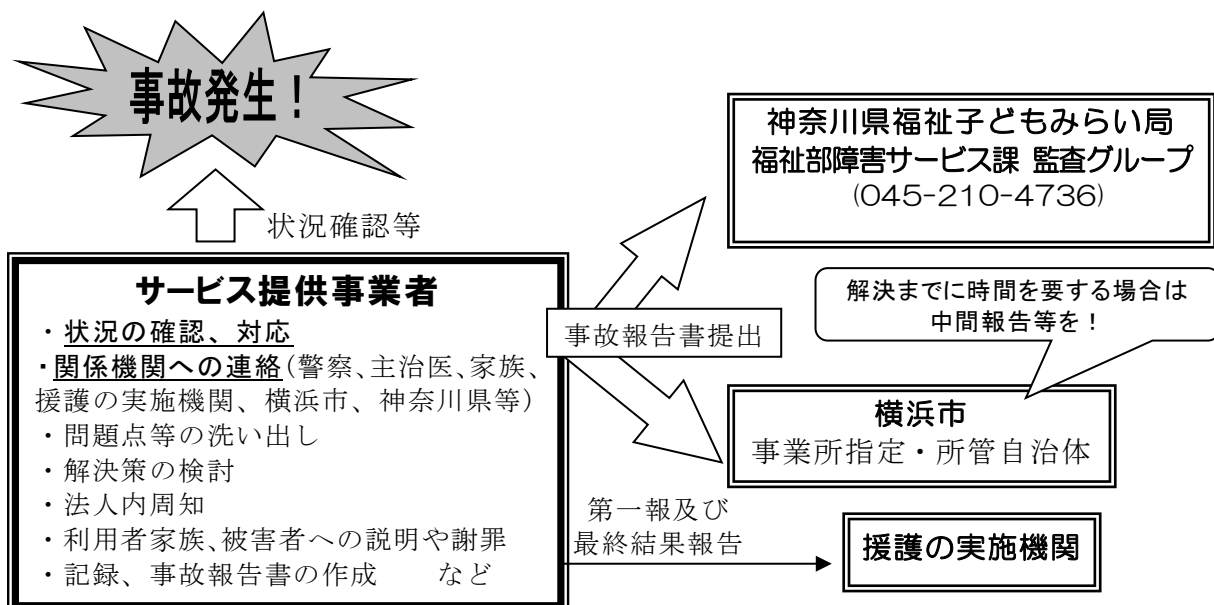 事故発生！
状況確認等
サービス提供事業者
・状況の確認、対応
・関係機関への連絡(警察、主治医、家族、
援護の実施機関、横浜市、神奈川県等)
・問題点等の洗い出し
・解決策の検討
・法人内周知
・利用者家族、被害者への説明や謝罪
・記録、事故報告書の作成　　など
事故報告書提出
神奈川県福祉子どもみらい局
福祉部障害サービス課 監査グループ
(045-210-4736)
解決までに時間を要する場合は
中間報告等を！
横浜市
事業所指定・所管自治体
第一報及び
最終結果報告
援護の実施機関